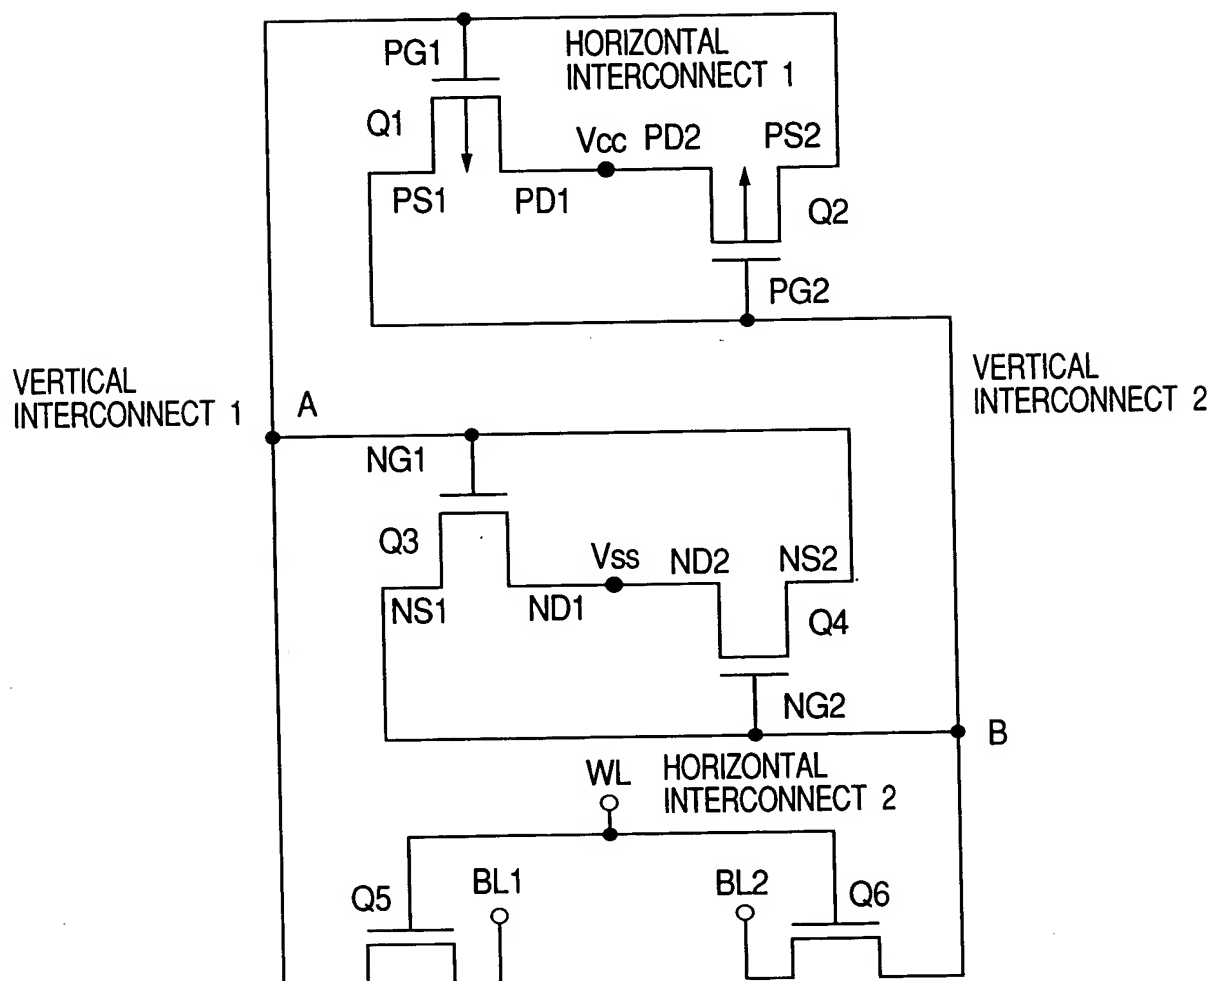 PG1
HORIZONTAL
INTERCONNECT 1
Q1
Vcc
PD2
PS2
PS1
PD1
Q2
PG2
VERTICAL
INTERCONNECT 1
A
VERTICAL
INTERCONNECT 2
NG1
Q3
Vss
ND2
NS2
NS1
ND1
Q4
NG2
B
WL
HORIZONTAL
INTERCONNECT 2
Q5
BL1
BL2
Q6